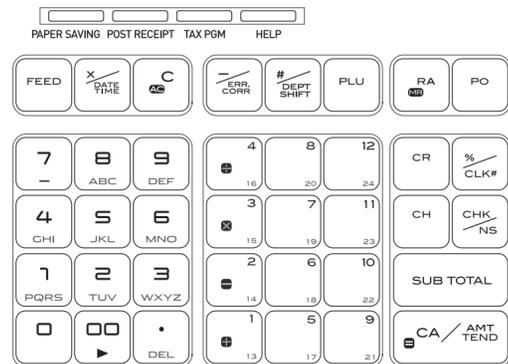 PAPER SAVING POST RECEIPT TAX PGM HELP
FEED × / DATE TIME C AC − / ERR. CORR # / DEPT SHIFT PLU RA MR PO
7 8 9 4 8 12 CR % / CLK#
− ABC DEF ÷ 16 20 24
4 5 6 3 7 11 CH CHK / NS
GHI JKL MNO × 15 19 23
1 2 3 2 6 10 SUB TOTAL
PQRS TUV WXYZ − 14 18 22
0 00 • 1 5 9 = CA / AMT TEND
▶ DEL + 13 17 21